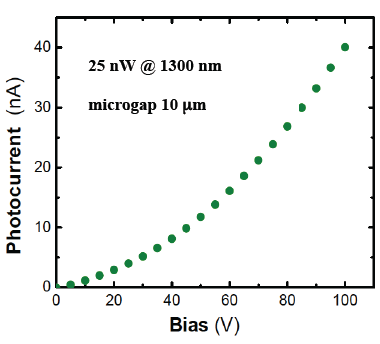 40
30
20
10
0
0 20 40 60 80 100
Photocurrent (nA)
Bias (V)
25 nW @ 1300 nm
microgap 10 μm